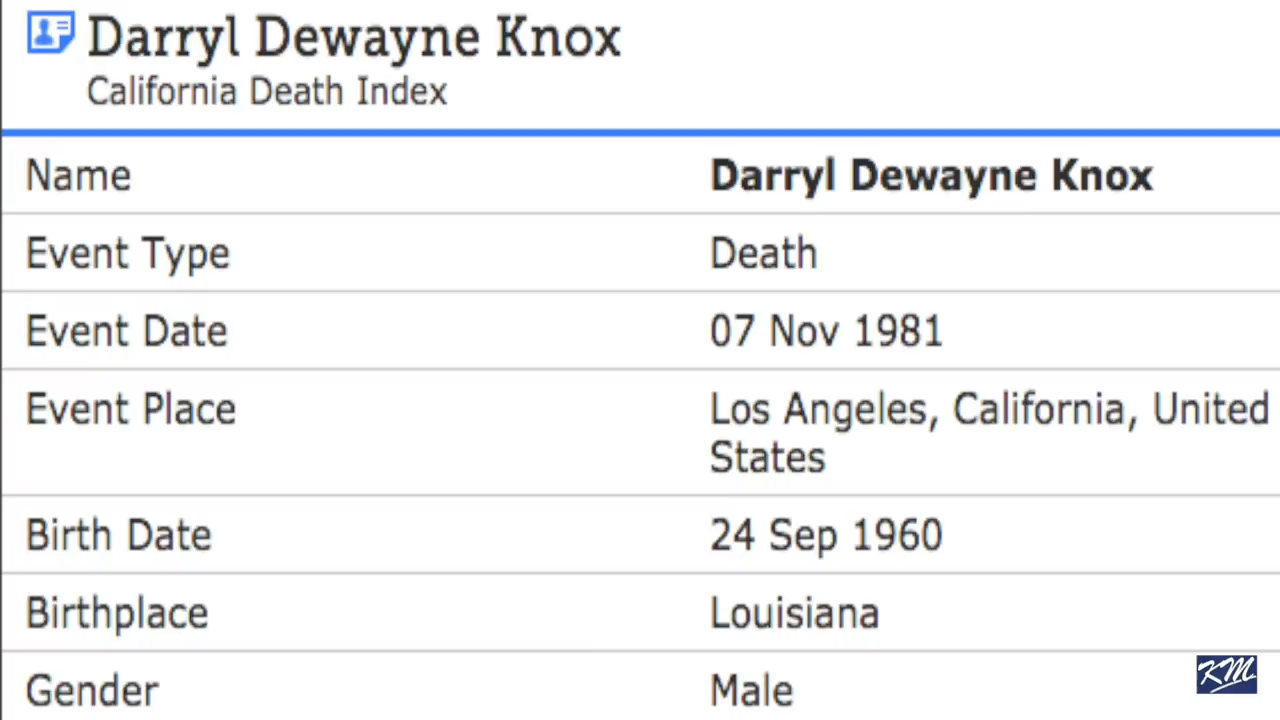 Darryl Dewayne Knox
California Death Index
Name Darryl Dewayne Knox
Event Type Death
Event Date 07 Nov 1981
Event Place Los Angeles, California, United
States
Birth Date 24 Sep 1960
Birthplace Louisiana
Gender Male
KM